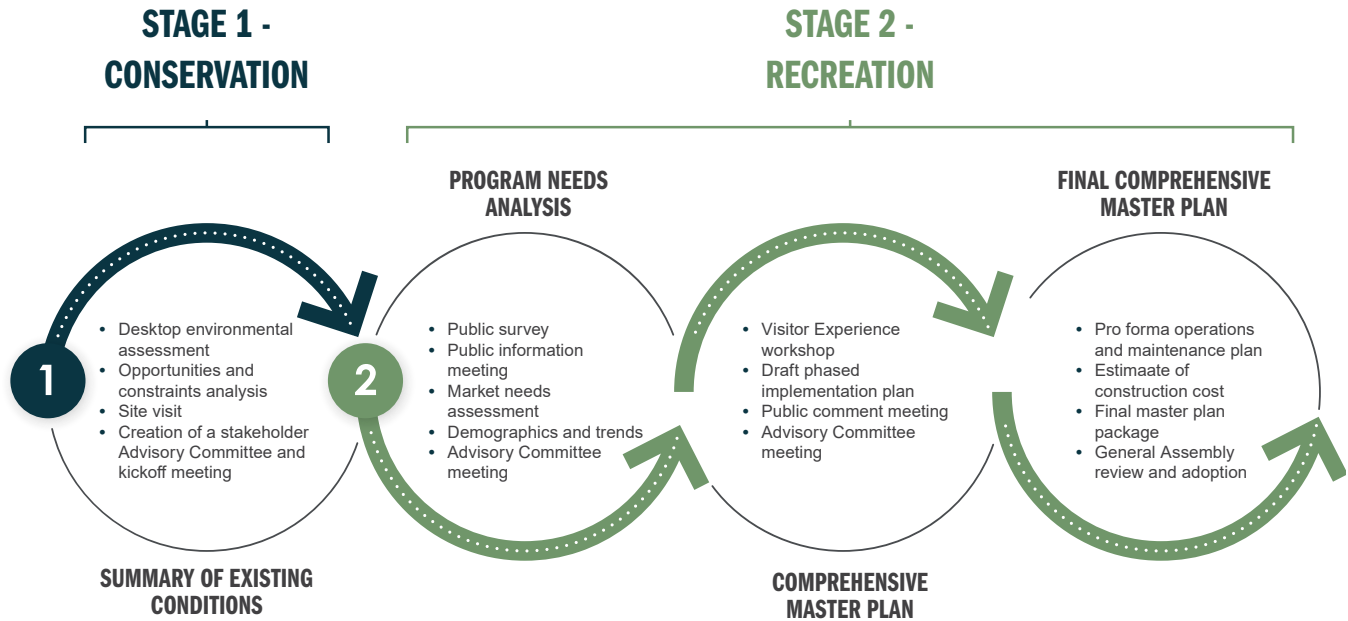 STAGE 1 -
CONSERVATION
STAGE 2 -
RECREATION
1
• Desktop environmental
assessment
• Opportunities and
constraints analysis
• Site visit
• Creation of a stakeholder
Advisory Committee and
kickoff meeting
SUMMARY OF EXISTING
CONDITIONS
2
PROGRAM NEEDS
ANALYSIS
• Public survey
• Public information
meeting
• Market needs
assessment
• Demographics and trends
• Advisory Committee
meeting
• Visitor Experience
workshop
• Draft phased
implementation plan
• Public comment meeting
• Advisory Committee
meeting
COMPREHENSIVE
MASTER PLAN
FINAL COMPREHENSIVE
MASTER PLAN
• Pro forma operations
and maintenance plan
• Estimaate of
construction cost
• Final master plan
package
• General Assembly
review and adoption